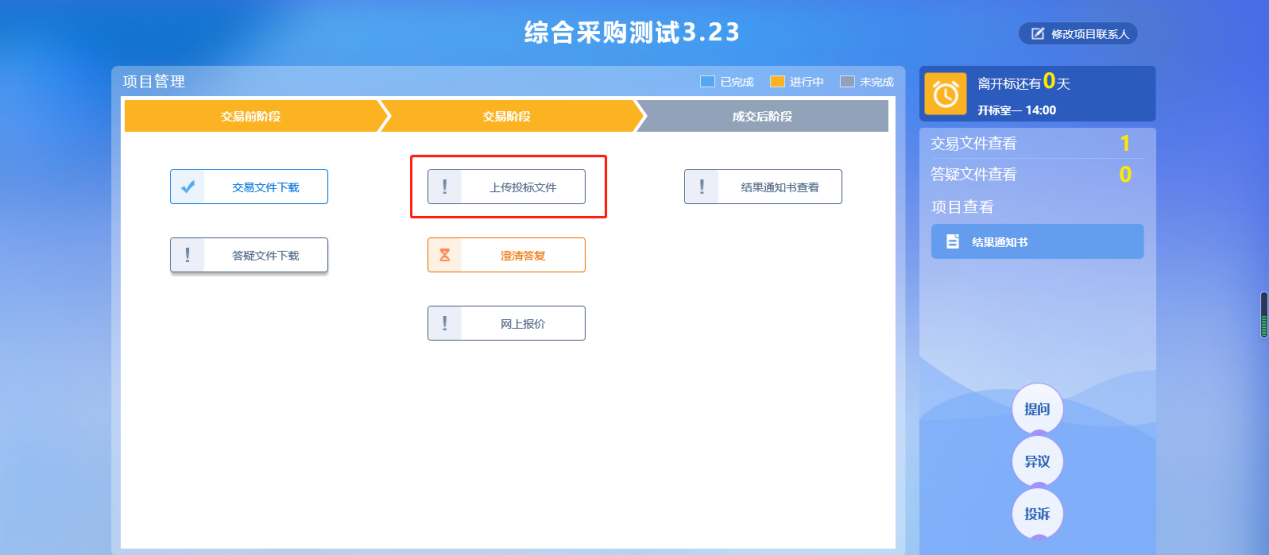 综合采购测试3.23
修改项目联系人
项目管理
已完成
进行中
未完成
交易前阶段
交易阶段
成交后阶段
交易文件下载
上传投标文件
结果通知书查看
答疑文件下载
澄清答复
网上报价
离开标还有0天
开标室— 14:00
交易文件查看 1
答疑文件查看 0
项目查看
结果通知书
提问
异议
投诉